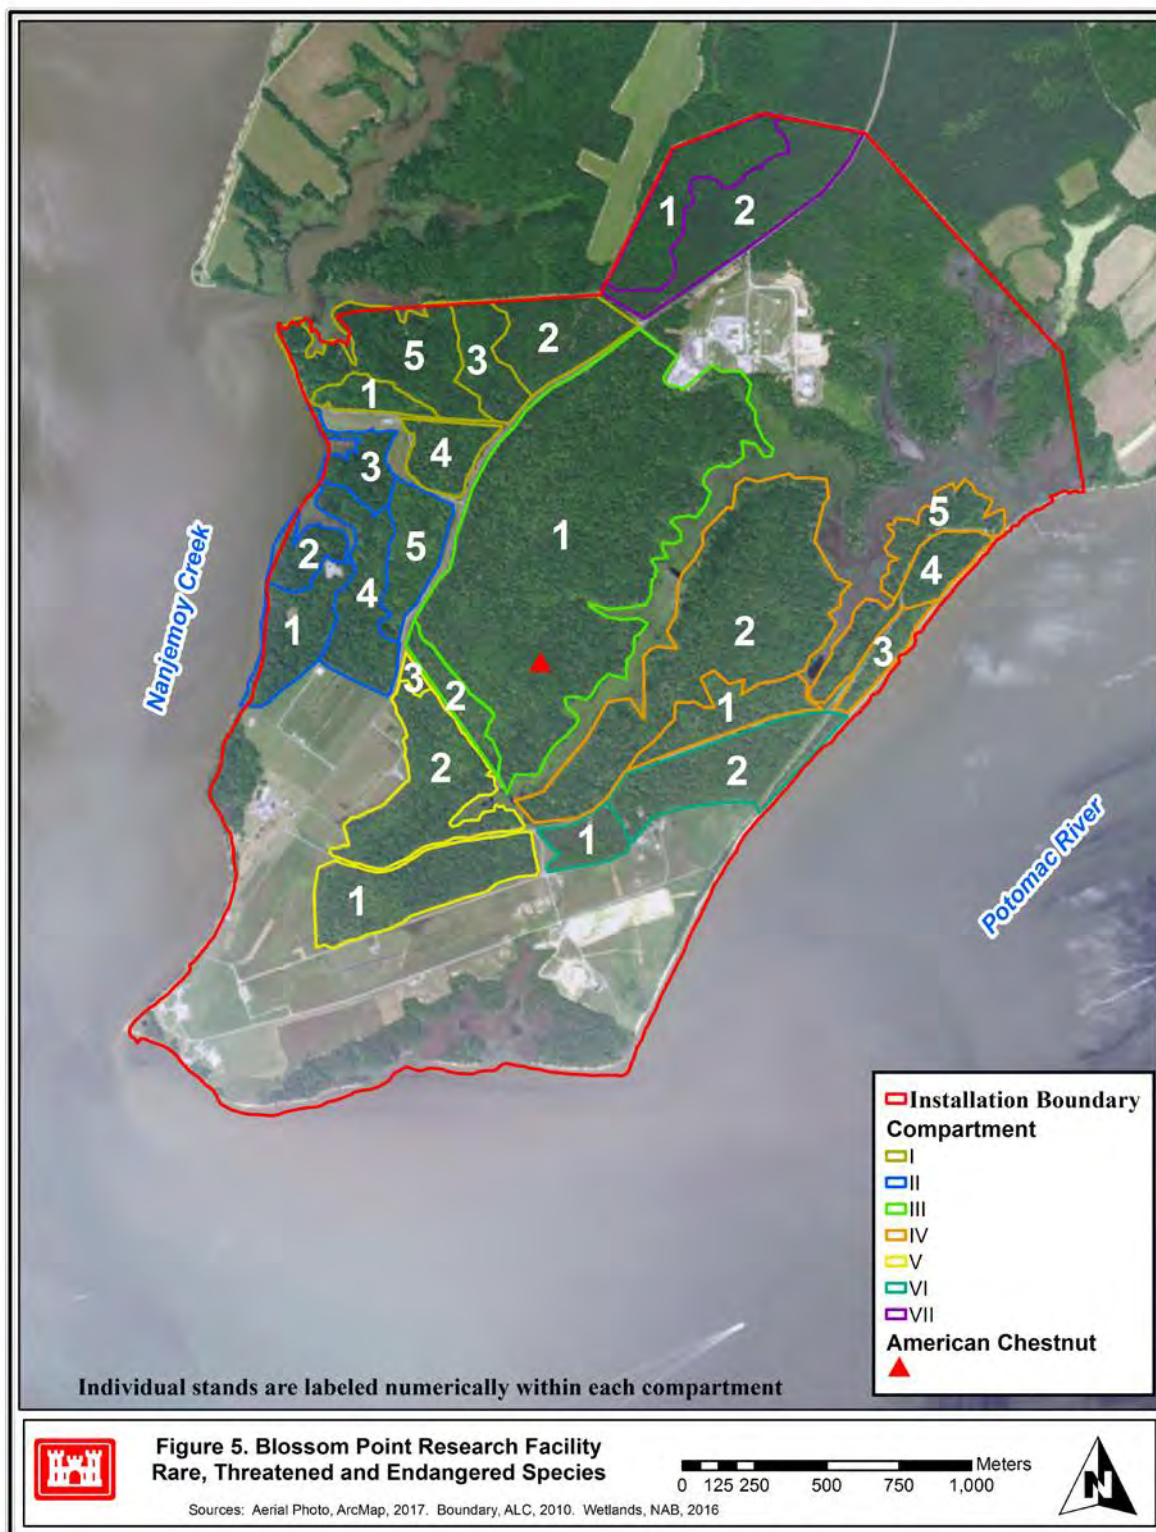 1
2
2
5
3
1
4
3
5
5
1
2
4
4
2
1
3
3
2
1
2
2
1
1
Nanjemoy Creek
Potomac River
Installation Boundary
Compartment
I
II
III
IV
V
VI
VII
American Chestnut
Individual stands are labeled numerically within each compartment
Figure 5. Blossom Point Research Facility
Rare, Threatened and Endangered Species
Sources: Aerial Photo, ArcMap, 2017. Boundary, ALC, 2010. Wetlands, NAB, 2016
Meters
0 125 250 500 750 1,000
N